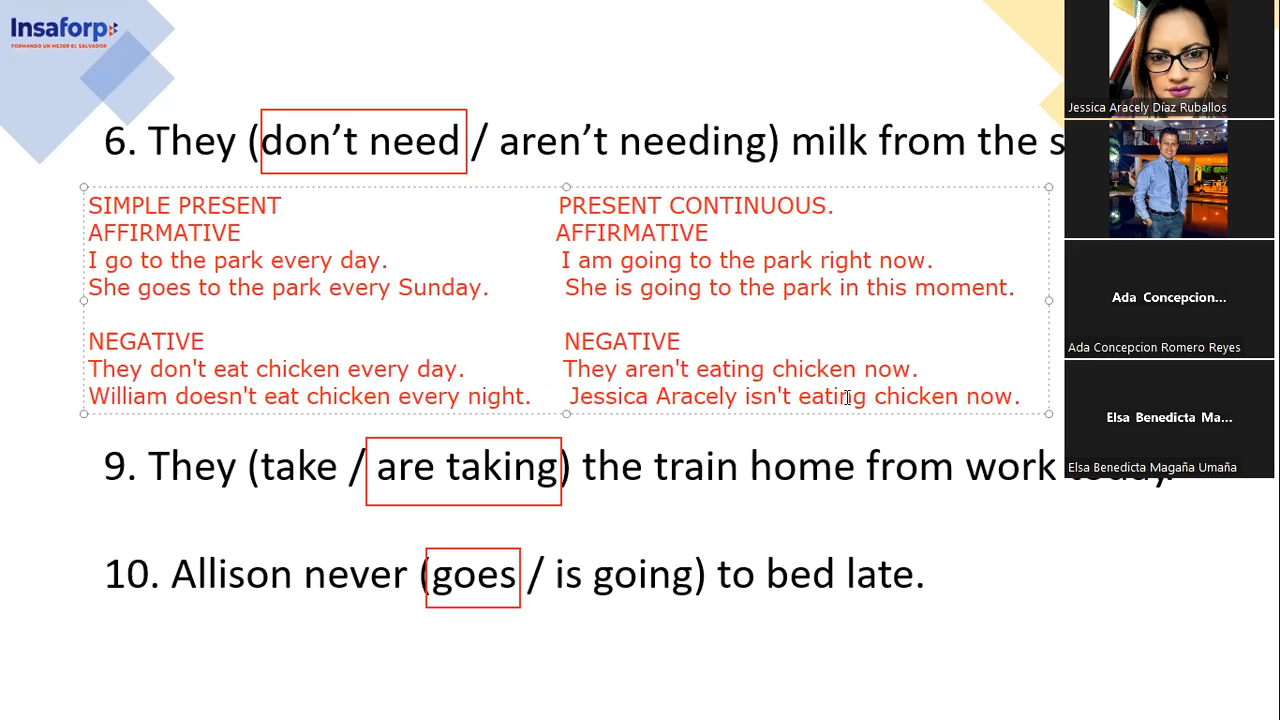 Insaforp
FORMANDO UN MEJOR EL SALVADOR
6. They (don’t need / aren’t needing) milk from the s
SIMPLE PRESENT PRESENT CONTINUOUS.
AFFIRMATIVE AFFIRMATIVE
I go to the park every day. I am going to the park right now.
She goes to the park every Sunday. She is going to the park in this moment.
NEGATIVE NEGATIVE
They don't eat chicken every day. They aren't eating chicken now.
William doesn't eat chicken every night. Jessica Aracely isn't eating chicken now.
9. They (take / are taking) the train home from work today.
10. Allison never (goes / is going) to bed late.
Jessica Aracely Díaz Ruballos
Ada Concepcion...
Ada Concepcion Romero Reyes
Elsa Benedicta Ma...
Elsa Benedicta Magaña Umaña